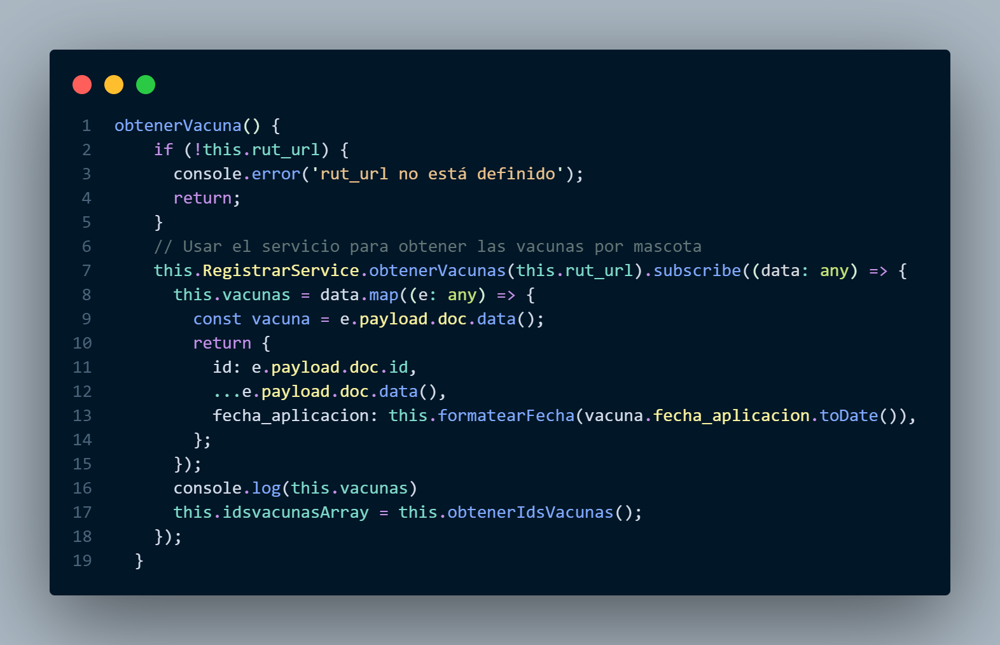 1 obtenerVacuna() {
2 if (!this.rut_url) {
3 console.error('rut_url no está definido');
4 return;
5 }
6 // Usar el servicio para obtener las vacunas por mascota
7 this.RegistrarService.obtenerVacunas(this.rut_url).subscribe((data: any) => {
8 this.vacunas = data.map((e: any) => {
9 const vacuna = e.payload.doc.data();
10 return {
11 id: e.payload.doc.id,
12 ...e.payload.doc.data(),
13 fecha_aplicacion: this.formatearFecha(vacuna.fecha_aplicacion.toDate()),
14 };
15 });
16 console.log(this.vacunas)
17 this.idsvacunasArray = this.obtenerIdsVacunas();
18 });
19 }